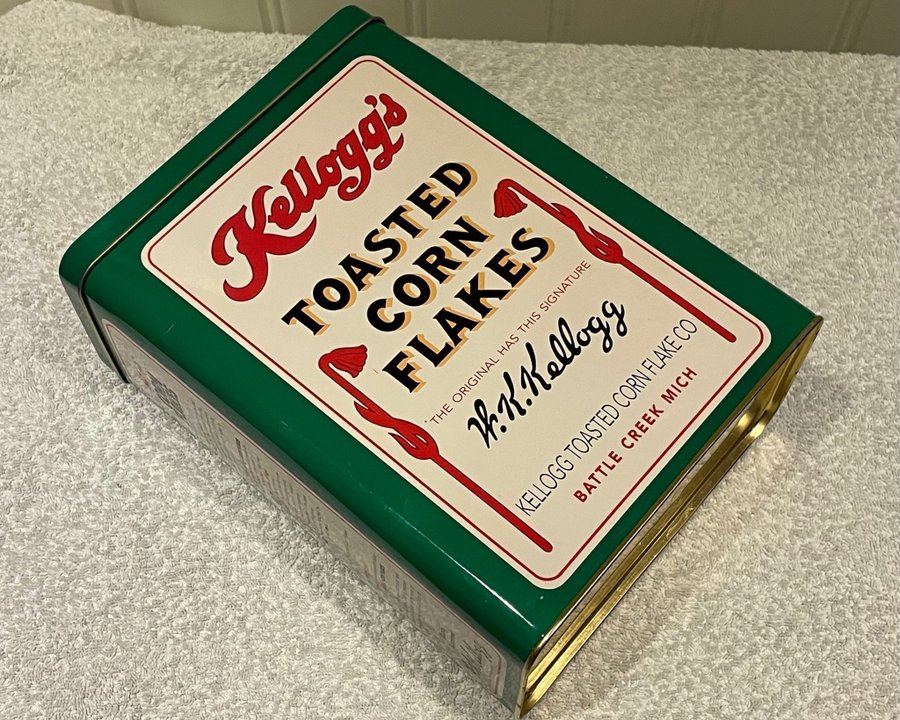 Kellogg's
TOASTED
CORN
FLAKES
THE ORIGINAL HAS THIS SIGNATURE
W.K.Kellogg
KELLOGG TOASTED CORN FLAKE CO
BATTLE CREEK MICH